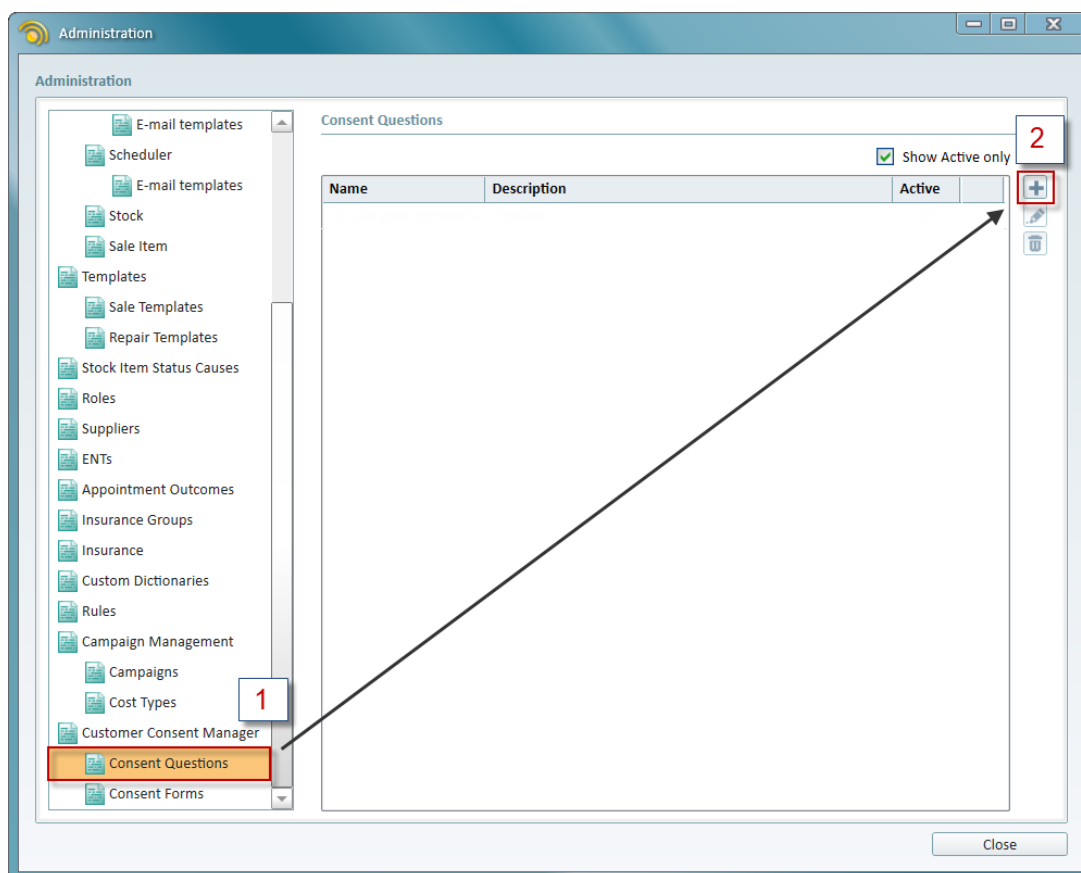 Administration
Administration
E-mail templates
Scheduler
E-mail templates
Stock
Sale Item
Templates
Sale Templates
Repair Templates
Stock Item Status Causes
Roles
Suppliers
ENTs
Appointment Outcomes
Insurance Groups
Insurance
Custom Dictionaries
Rules
Campaign Management
Campaigns
Cost Types
1
Customer Consent Manager
Consent Questions
Consent Forms
Consent Questions
2
Show Active only
Name Description Active
Close